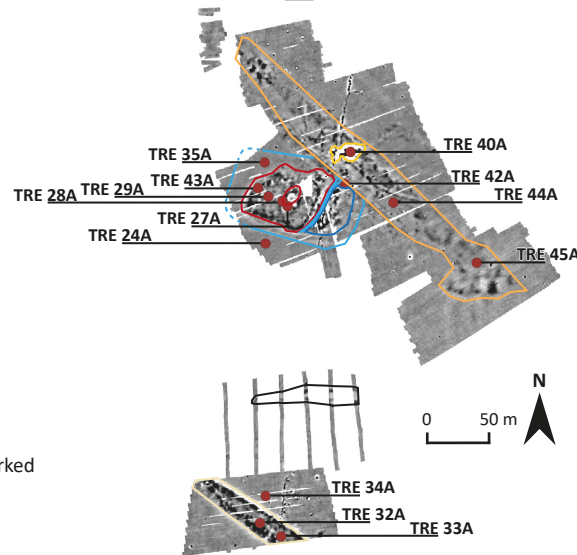 TRE 40A
TRE 35A
TRE 42A
TRE 43A
TRE 29A
TRE 44A
TRE 28A
TRE 27A
TRE 24A
TRE 45A
N
0 50 m
rked
TRE 34A
TRE 32A
TRE 33A